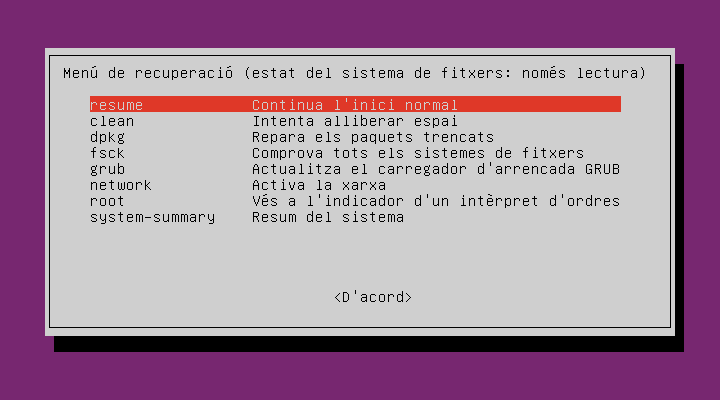 Menú de recuperació (estat del sistema de fitxers: només lectura)
resume Continua l'inici normal
clean Intenta alliberar espai
dpkg Repara els paquets trencats
fsck Comprova tots els sistemes de fitxers
grub Actualitza el carregador d'arrencada GRUB
network Activa la xarxa
root Vés a l'indicador d'un intèrpret d'ordres
system-summary Resum del sistema
<D'acord>